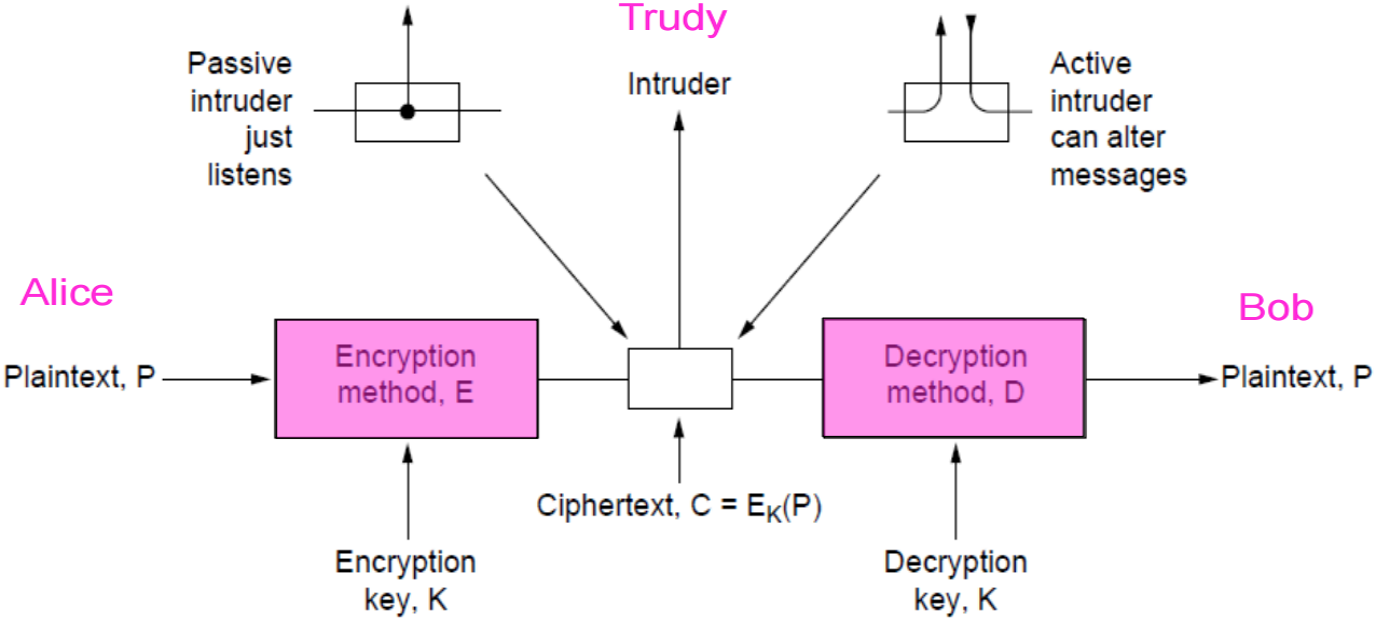 Trudy
Passive
intruder
just
listens
Intruder
Active
intruder
can alter
messages
Alice
Bob
Plaintext, P
Encryption
method, E
Decryption
method, D
Plaintext, P
Ciphertext, C = E_K(P)
Encryption
key, K
Decryption
key, K